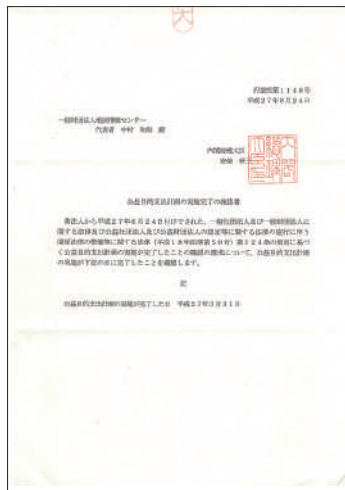 第1149号
平成27年8月24日
一般財団法人
代表者 中村
内閣総理大臣
公益目的支出計画の実施完了の確認書
貴法人から平成27年6月24日付けでされた、一般社団法人及び一般財団法人に
関する法律及び公益社団法人及び公益財団法人の認定等に関する法律の施行に伴う
関係法律の整備等に関する法律(平成18年法律第50号)第124条の規定に基づ
く公益目的支出計画の実施が完了したことの確認の請求について、公益目的支出計画
の実施が下記の日に完了したことを確認します。
記
公益目的支出計画の実施が完了した日 平成27年3月31日